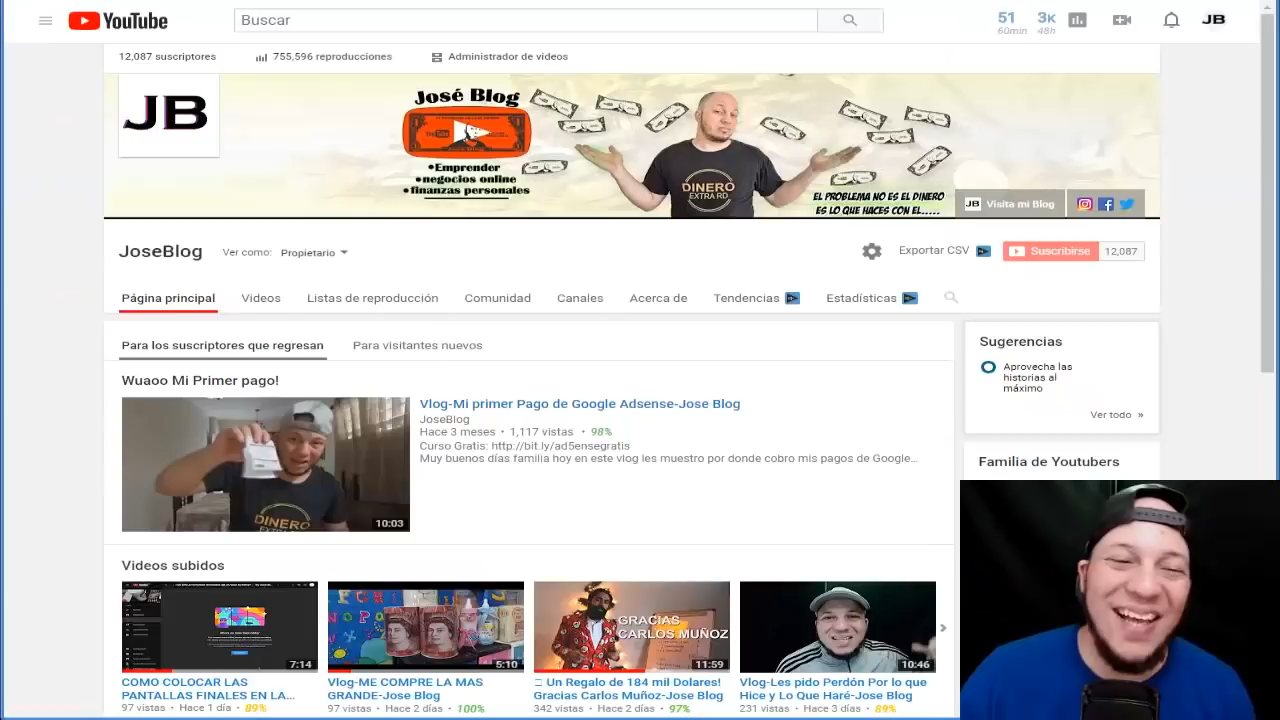 YouTube
Buscar
51
60min
3K
48h
JB
12,087 suscriptores
755,596 reproducciones
Administrador de videos
JB
José Blog
YouTube
•Emprender
•negocios online
•finanzas personales
DINERO
EXTRA RD
EL PROBLEMA NO ES EL DINERO
ES LO QUE HACES CON EL.....
JB Visita mi Blog
JoseBlog
Ver como: Propietario
Exportar CSV
Suscribirse 12,087
Página principal
Videos
Listas de reproducción
Comunidad
Canales
Acerca de
Tendencias
Estadísticas
Para los suscriptores que regresan
Para visitantes nuevos
Wuaoo Mi Primer pago!
DINERO
10:03
Vlog-Mi primer Pago de Google Adsense-Jose Blog
JoseBlog
Hace 3 meses • 1,117 vistas • 98%
Curso Gratis: http://bit.ly/ad5ensegratis
Muy buenos días familia hoy en este vlog les muestro por donde cobro mis pagos de Google...
Sugerencias
Aprovecha las
historias al
máximo
Ver todo »
Familia de Youtubers
Videos subidos
7:14
COMO COLOCAR LAS
PANTALLAS FINALES EN LA...
97 vistas • Hace 1 día • 89%
5:10
Vlog-ME COMPRE LA MAS
GRANDE-Jose Blog
97 vistas • Hace 2 días • 100%
GRACIAS
CARLOS MUÑOZ
11:59
Un Regalo de 184 mil Dolares!
Gracias Carlos Muñoz-Jose Blog
342 vistas • Hace 2 días • 97%
10:46
Vlog-Les pido Perdón Por lo que
Hice y Lo Que Haré-Jose Blog
231 vistas • Hace 3 días • 89%